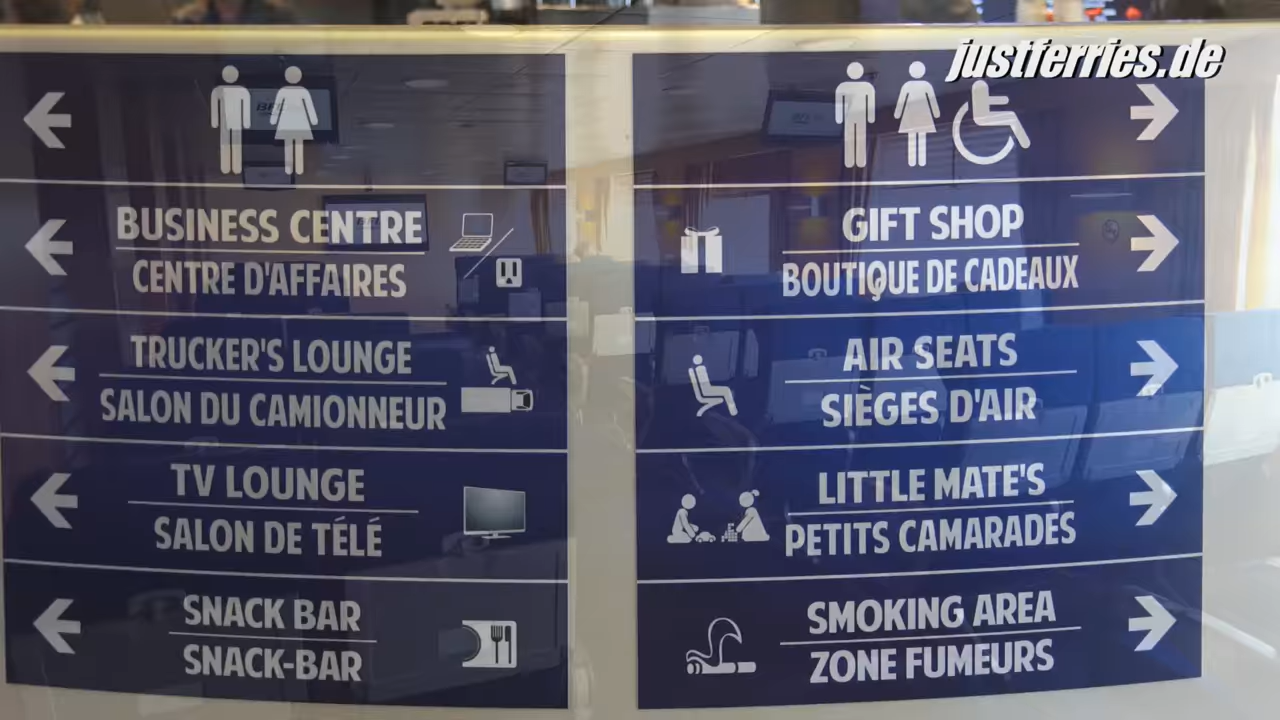 justferries.de
BUSINESS CENTRE
CENTRE D'AFFAIRES
TRUCKER'S LOUNGE
SALON DU CAMIONNEUR
TV LOUNGE
SALON DE TÉLÉ
SNACK BAR
SNACK-BAR
GIFT SHOP
BOUTIQUE DE CADEAUX
AIR SEATS
SIÈGES D'AIR
LITTLE MATE'S
PETITS CAMARADES
SMOKING AREA
ZONE FUMEURS